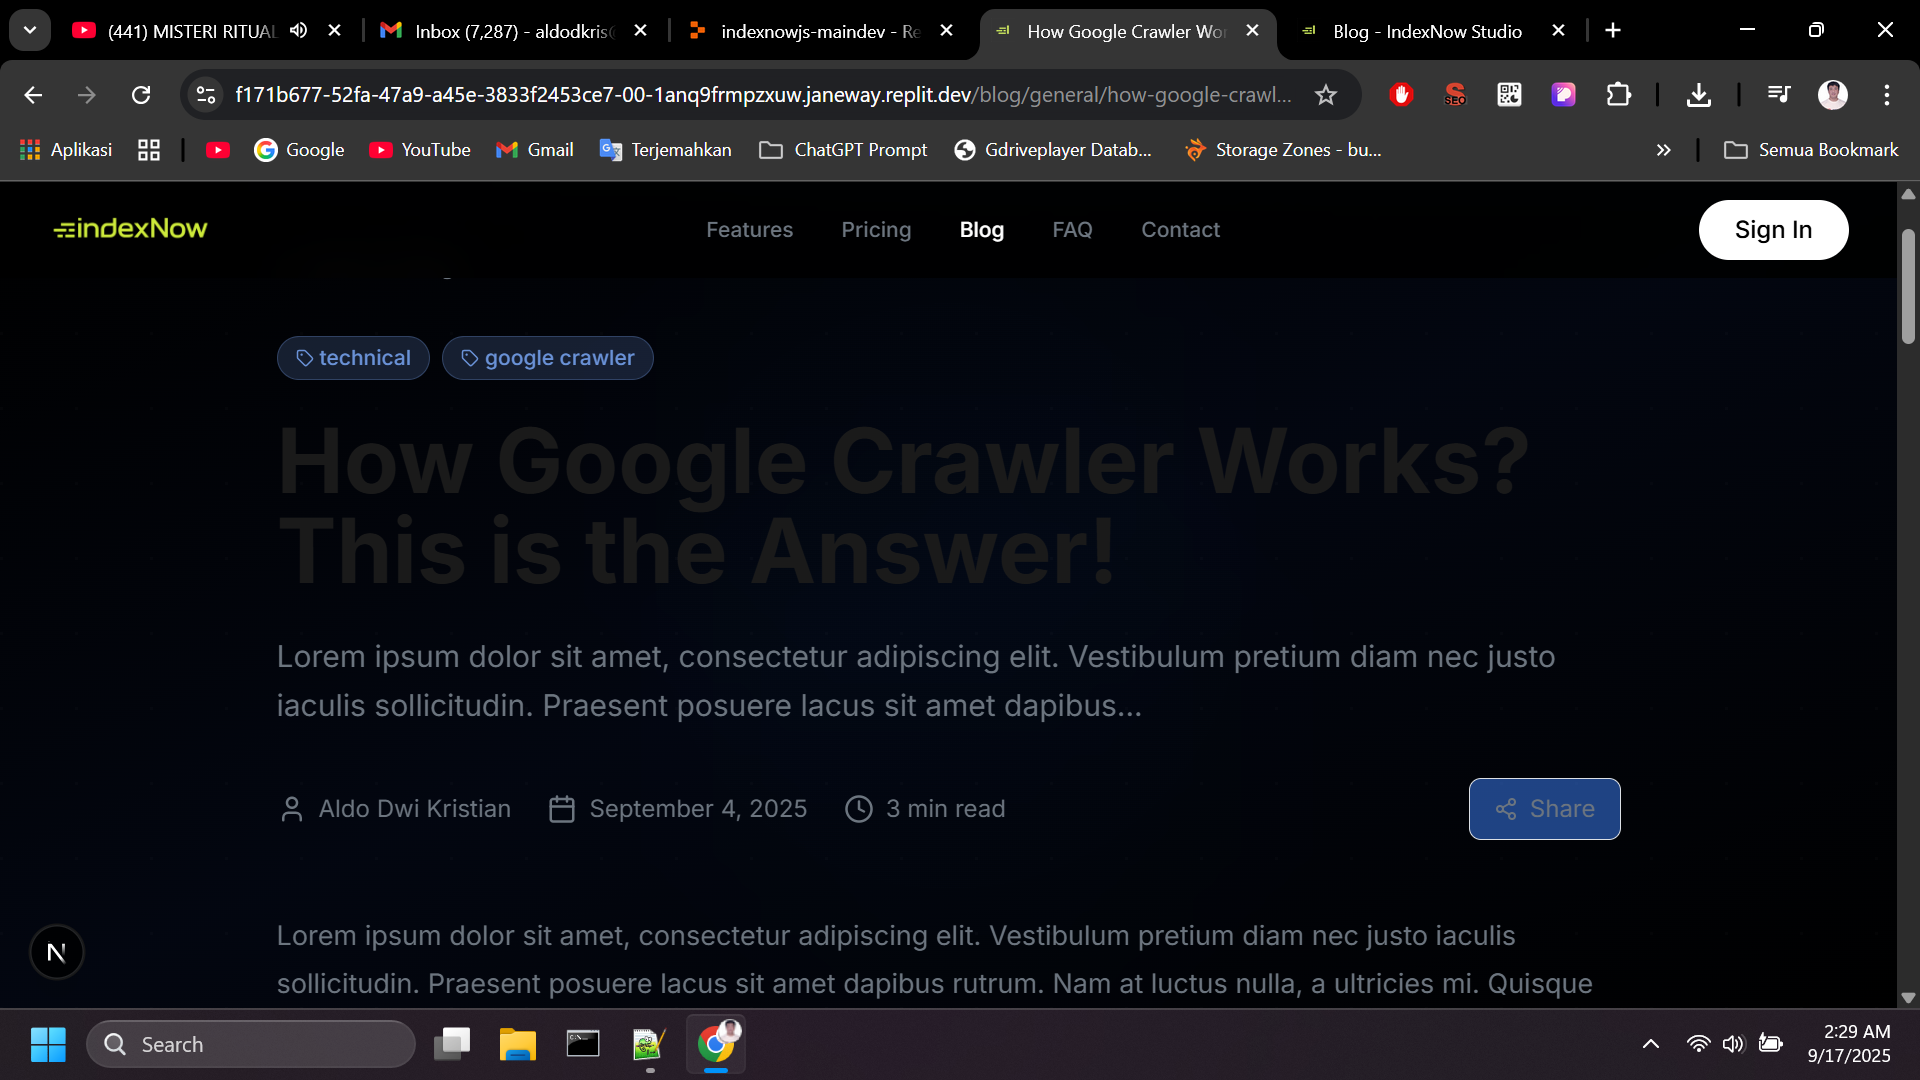 (441) MISTERI RITUAL
Inbox (7,287) - aldodkris
indexnowjs-maindev - Re
How Google Crawler Wor
Blog - IndexNow Studio
f171b677-52fa-47a9-a45e-3833f2453ce7-00-1anq9frmpzxuw.janeway.replit.dev/blog/general/how-google-crawl...
SEO
Aplikasi
Google
YouTube
Gmail
Terjemahkan
ChatGPT Prompt
Gdriveplayer Datab...
Storage Zones - bu...
Semua Bookmark
indexNow
Features
Pricing
Blog
FAQ
Contact
Sign In
technical
google crawler
How Google Crawler Works?
This is the Answer!
Lorem ipsum dolor sit amet, consectetur adipiscing elit. Vestibulum pretium diam nec justo
iaculis sollicitudin. Praesent posuere lacus sit amet dapibus...
Aldo Dwi Kristian
September 4, 2025
3 min read
Share
Lorem ipsum dolor sit amet, consectetur adipiscing elit. Vestibulum pretium diam nec justo iaculis
sollicitudin. Praesent posuere lacus sit amet dapibus rutrum. Nam at luctus nulla, a ultricies mi. Quisque
N
Search
2:29 AM
9/17/2025